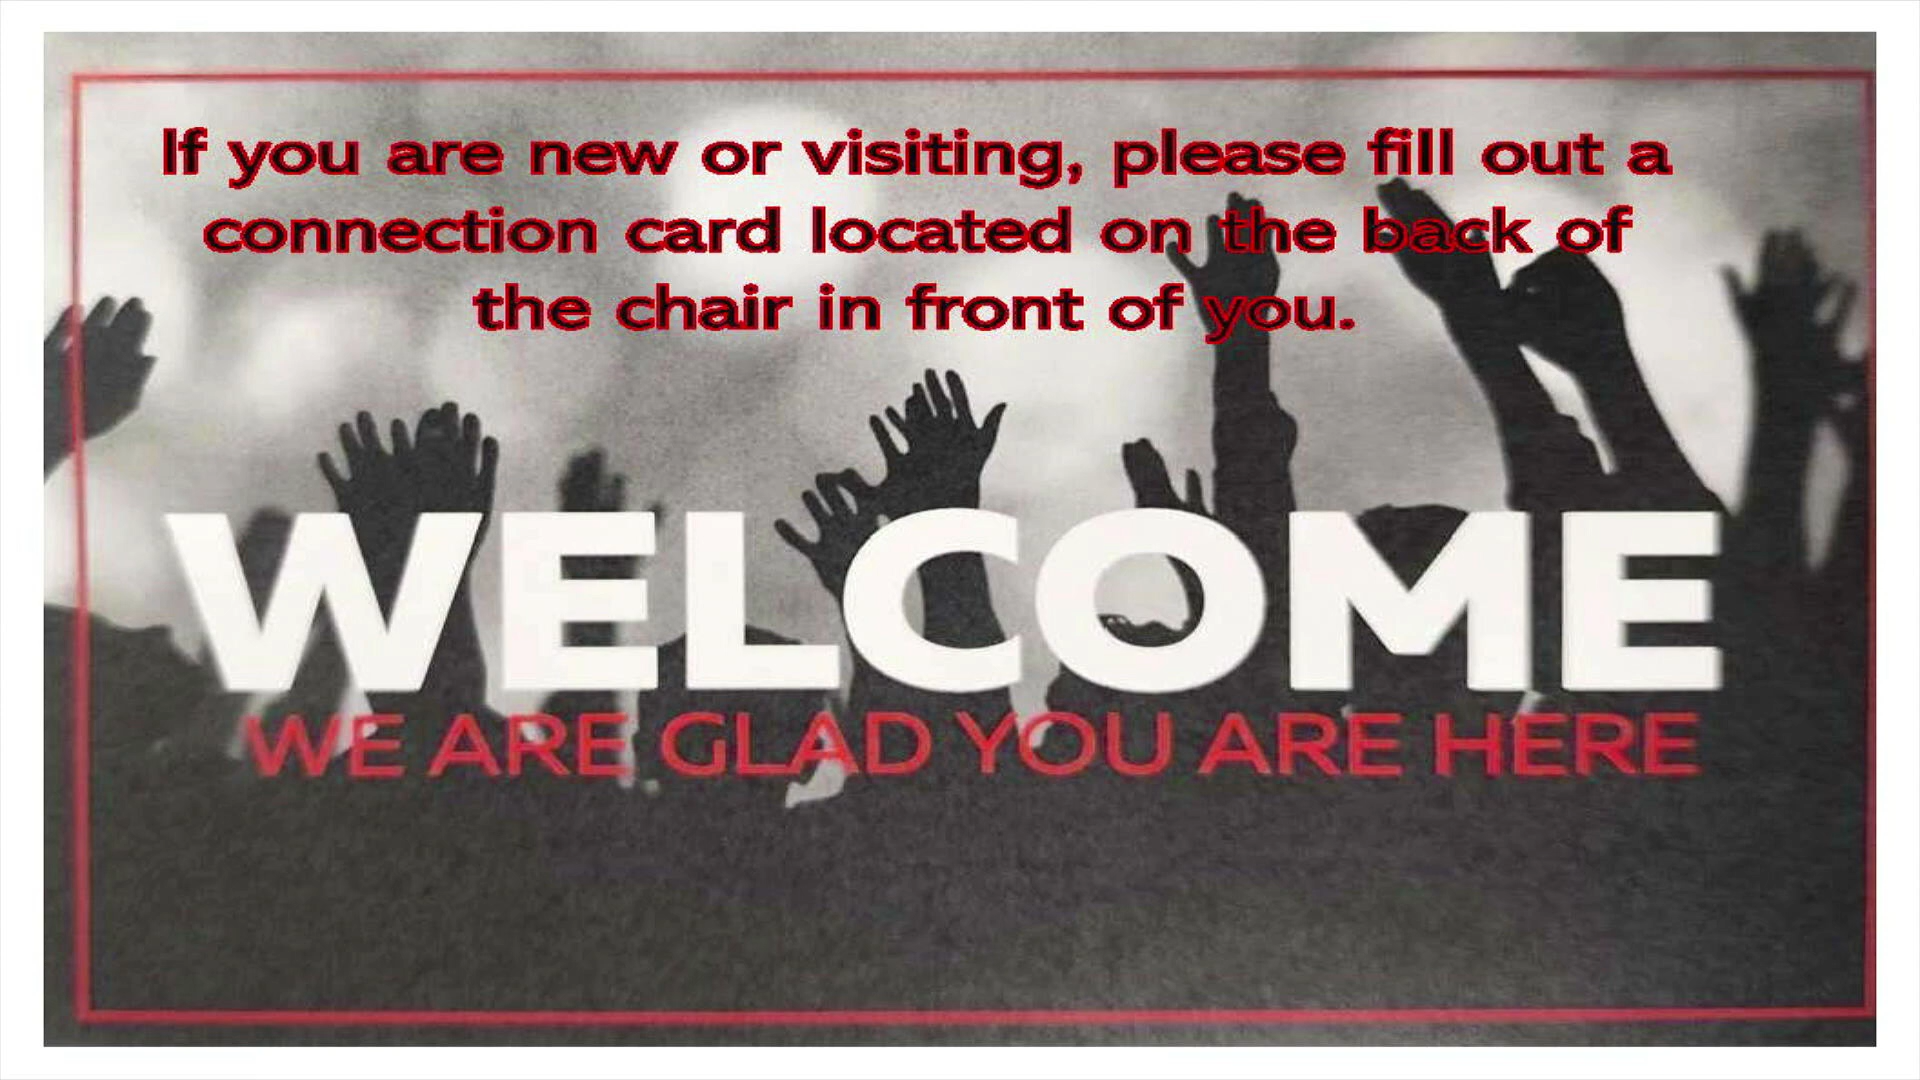 If you are new or visiting, please fill out a
connection card located on the back of
the chair in front of you.
WELCOME
WE ARE GLAD YOU ARE HERE